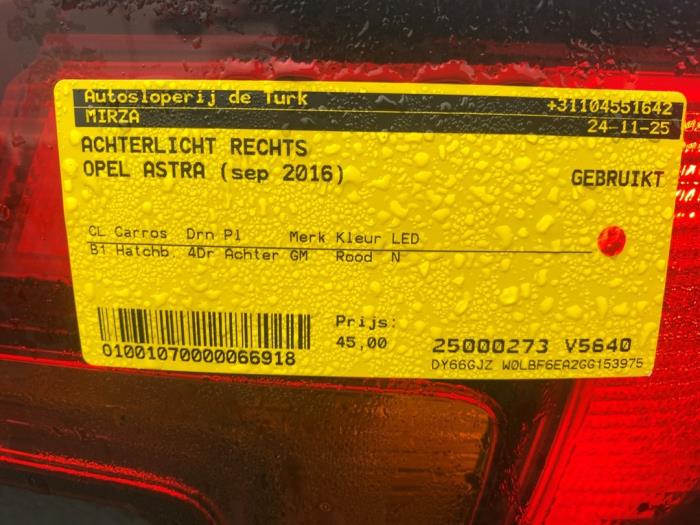 Autosloperij de Turk +31104551642
MIRZA 24-11-25
ACHTERLICHT RECHTS
OPEL ASTRA (sep 2016) GEBRUIKT
CL Carros Drn Pl Merk Kleur LED
B1 Hatchb. 4Dr Achter GM Rood N
Prijs:
45,00
01001070000066918
25000273 V5640
DY66GJZ W0LBF6EA2GG153975